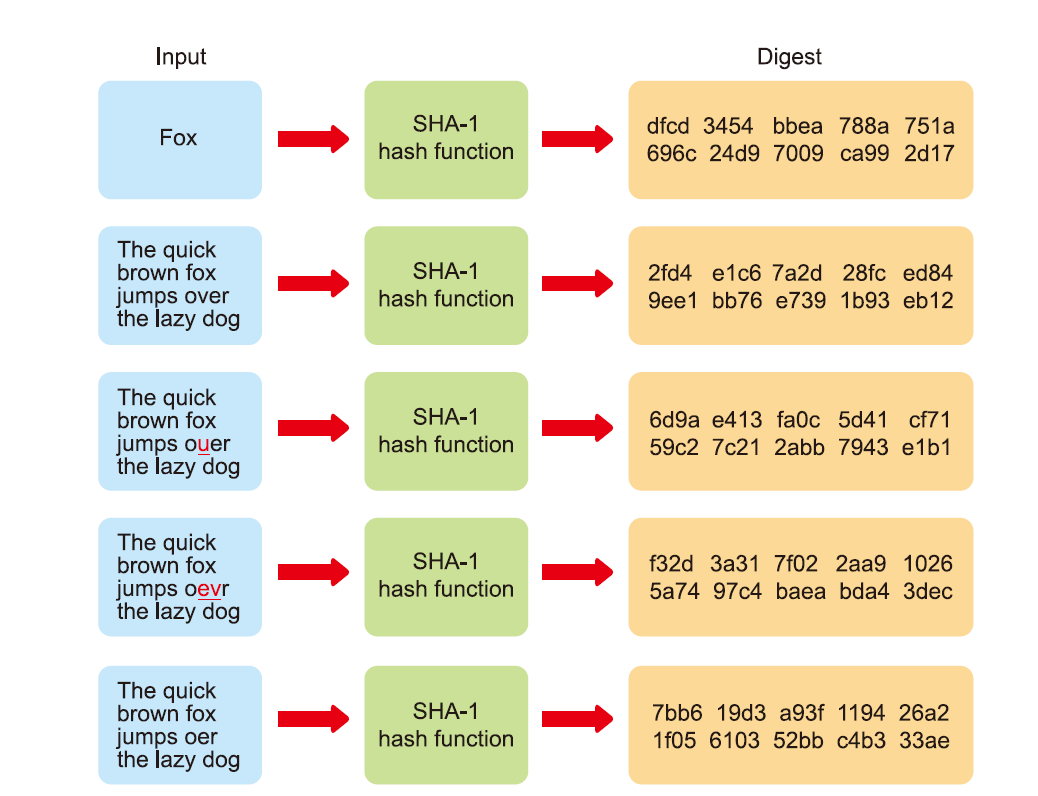 Input
Digest
Fox
SHA-1
hash function
dfcd 3454 bbea 788a 751a
696c 24d9 7009 ca99 2d17
The quick
brown fox
jumps over
the lazy dog
SHA-1
hash function
2fd4 e1c6 7a2d 28fc ed84
9ee1 bb76 e739 1b93 eb12
The quick
brown fox
jumps ouer
the lazy dog
SHA-1
hash function
6d9a e413 fa0c 5d41 cf71
59c2 7c21 2abb 7943 e1b1
The quick
brown fox
jumps oevr
the lazy dog
SHA-1
hash function
f32d 3a31 7f02 2aa9 1026
5a74 97c4 baea bda4 3dec
The quick
brown fox
jumps oer
the lazy dog
SHA-1
hash function
7bb6 19d3 a93f 1194 26a2
1f05 6103 52bb c4b3 33ae